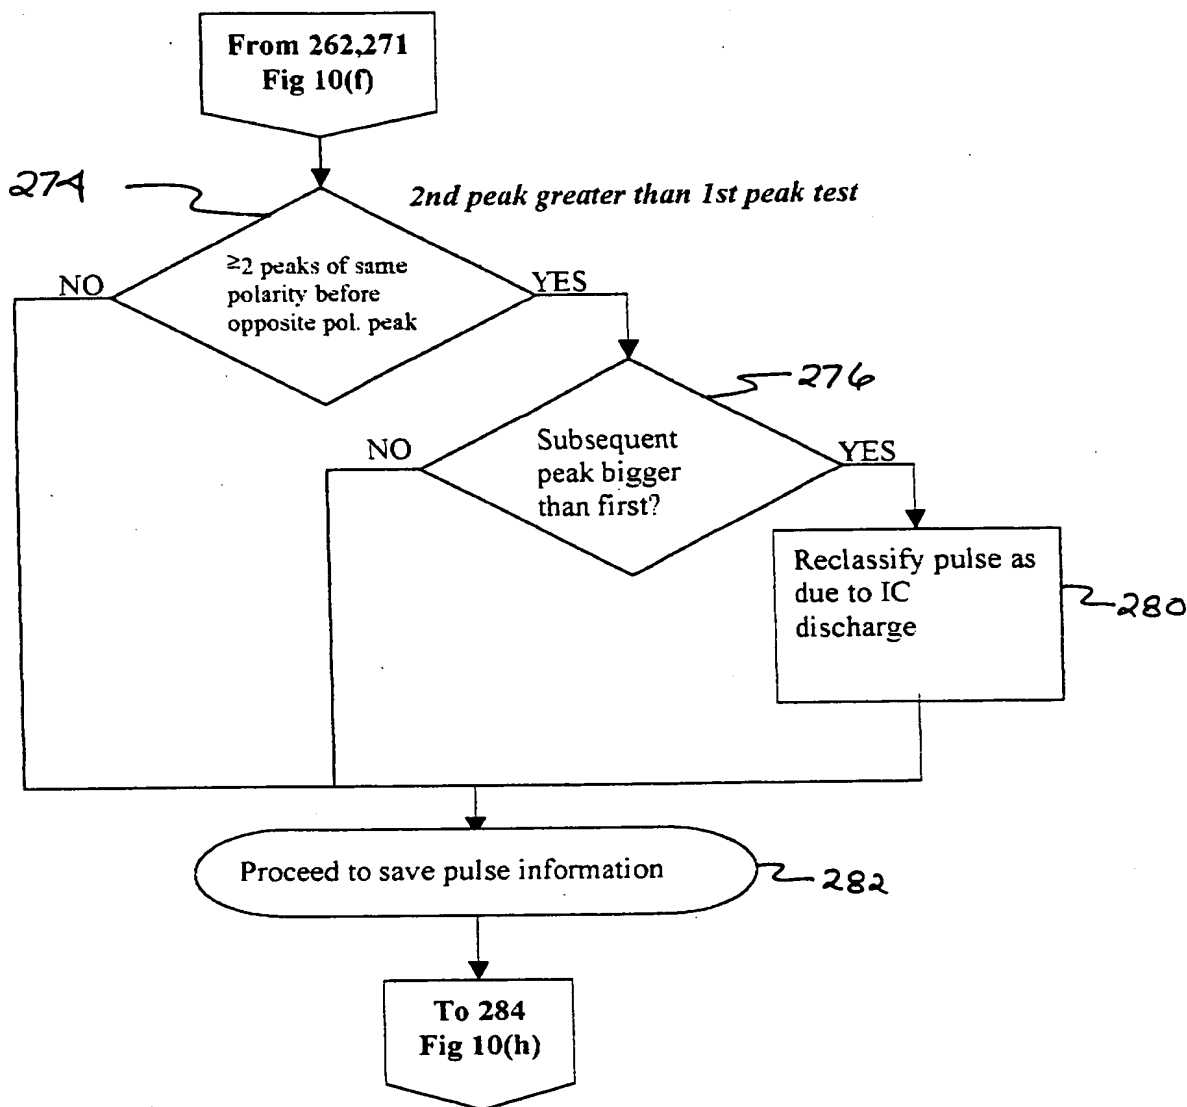 From 262,271
Fig 10(f)
274
2nd peak greater than 1st peak test
≥2 peaks of same
polarity before
opposite pol. peak
NO
YES
276
Subsequent
peak bigger
than first?
NO
YES
Reclassify pulse as
due to IC
discharge
280
Proceed to save pulse information
282
To 284
Fig 10(h)